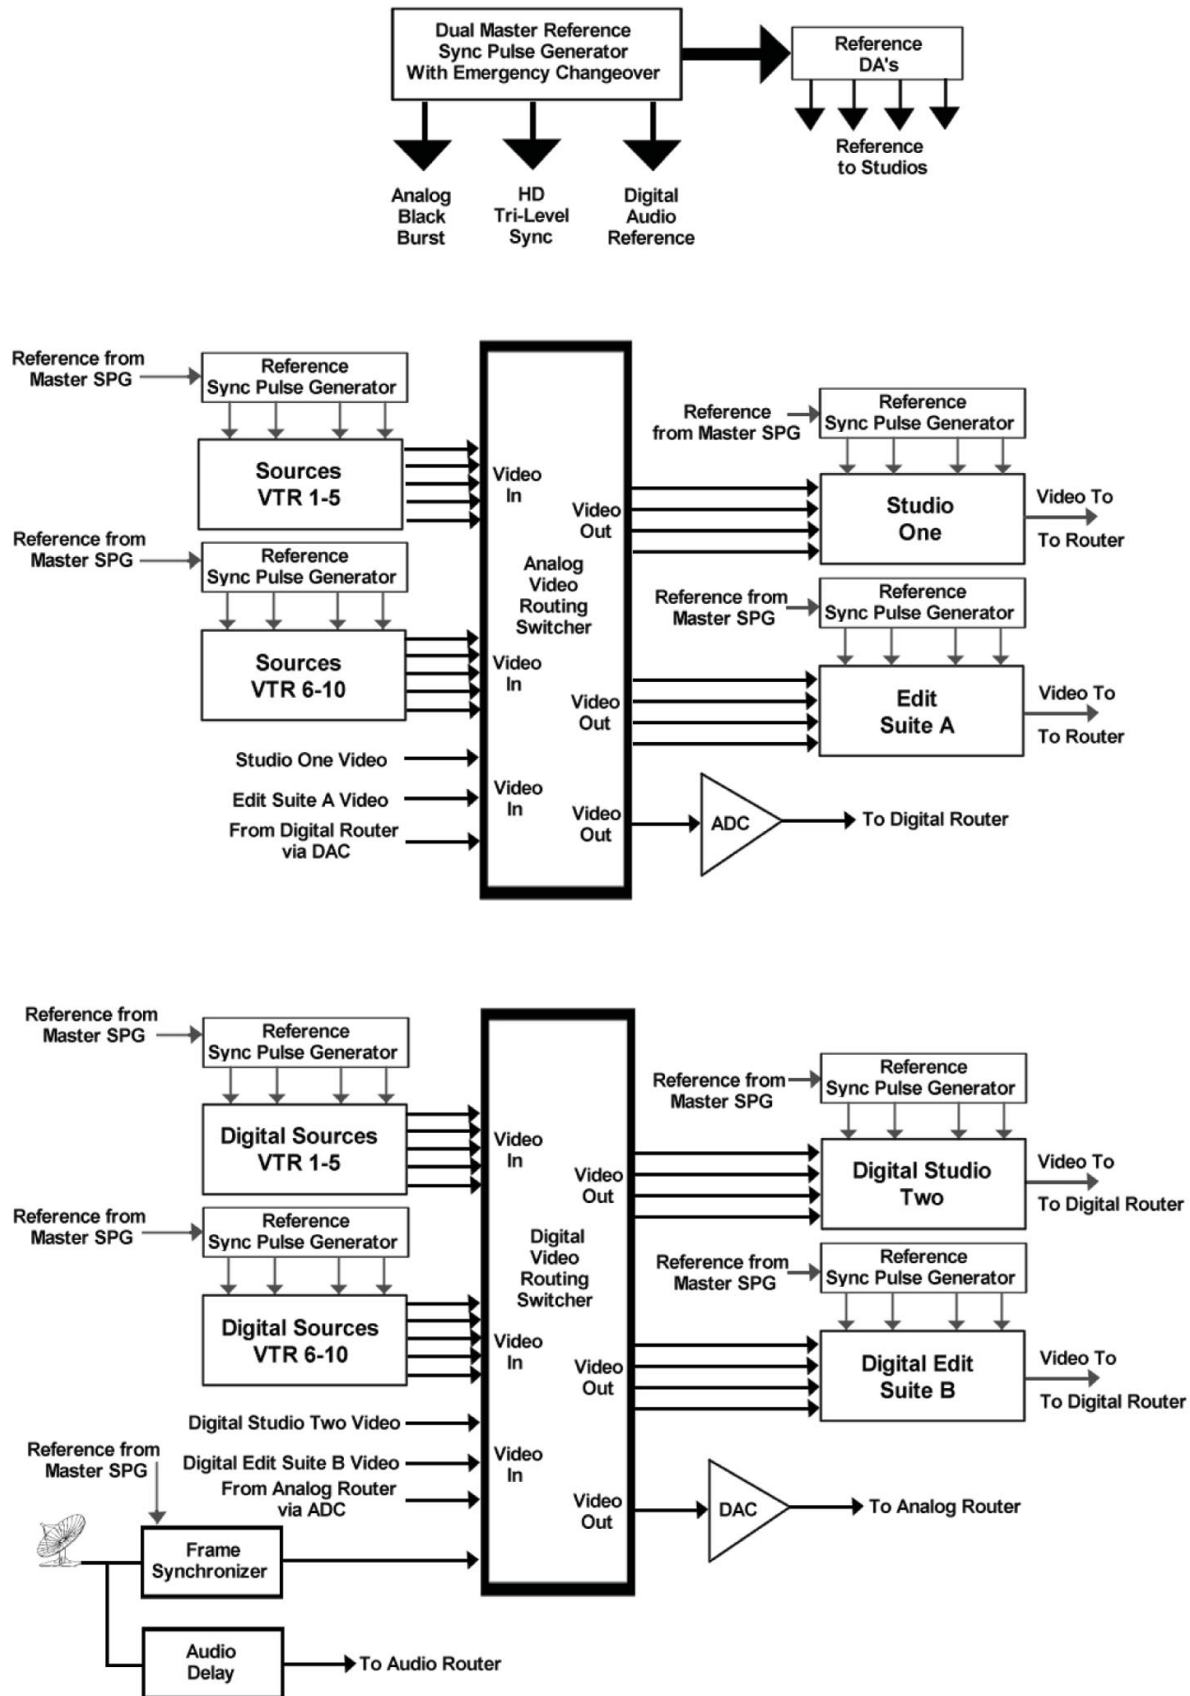 Dual Master Reference
Sync Pulse Generator
With Emergency Changeover
Reference
DA's
Reference
to Studios
Analog
Black
Burst
HD
Tri-Level
Sync
Digital
Audio
Reference
Reference from
Master SPG
Reference
Sync Pulse Generator
Sources
VTR 1-5
Reference from
Master SPG
Reference
Sync Pulse Generator
Sources
VTR 6-10
Studio One Video
Edit Suite A Video
From Digital Router
via DAC
Video
In
Video
Out
Analog
Video
Routing
Switcher
Video
In
Video
Out
Video
In
Video
Out
Reference
from Master SPG
Reference
Sync Pulse Generator
Studio
One
Video To
To Router
Reference from
Master SPG
Reference
Sync Pulse Generator
Edit
Suite A
Video To
To Router
ADC
To Digital Router
Reference from
Master SPG
Reference
Sync Pulse Generator
Digital Sources
VTR 1-5
Reference from
Master SPG
Reference
Sync Pulse Generator
Digital Sources
VTR 6-10
Digital Studio Two Video
Digital Edit Suite B Video
From Analog Router
via ADC
Reference from
Master SPG
Frame
Synchronizer
Audio
Delay
To Audio Router
Video
In
Video
Out
Digital
Video
Routing
Switcher
Video
In
Video
Out
Video
In
Video
Out
Reference from
Master SPG
Reference
Sync Pulse Generator
Digital Studio
Two
Video To
To Digital Router
Reference from
Master SPG
Reference
Sync Pulse Generator
Digital Edit
Suite B
Video To
To Digital Router
DAC
To Analog Router